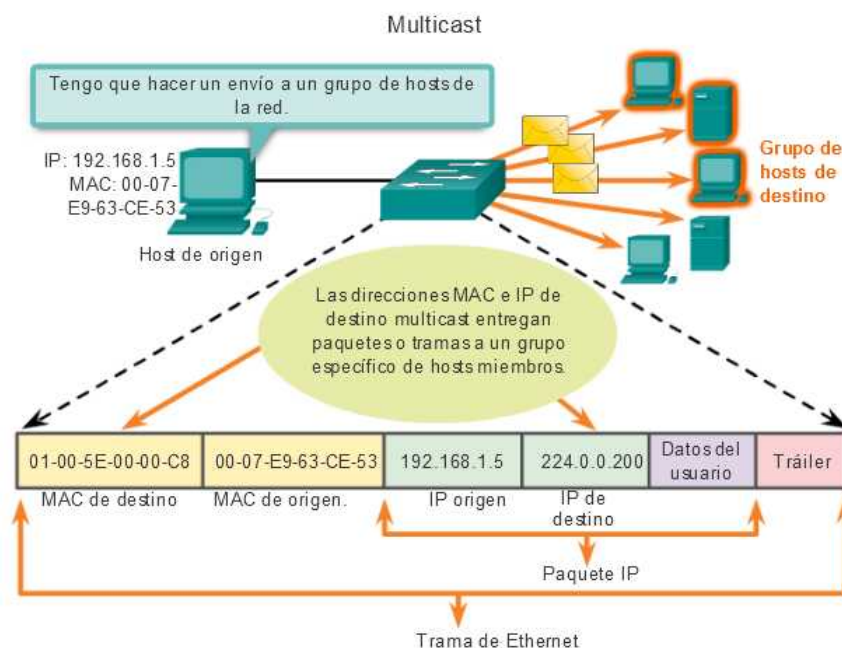 Multicast
Tengo que hacer un envío a un grupo de hosts de
la red.
IP: 192.168.1.5
MAC: 00-07-
E9-63-CE-53
Host de origen
Grupo de
hosts de
destino
Las direcciones MAC e IP de
destino multicast entregan
paquetes o tramas a un grupo
específico de hosts miembros.
01-00-5E-00-00-C8
00-07-E9-63-CE-53
192.168.1.5
224.0.0.200
Datos del
usuario
Tráiler
MAC de destino
MAC de origen.
IP origen
IP de
destino
Paquete IP
Trama de Ethernet